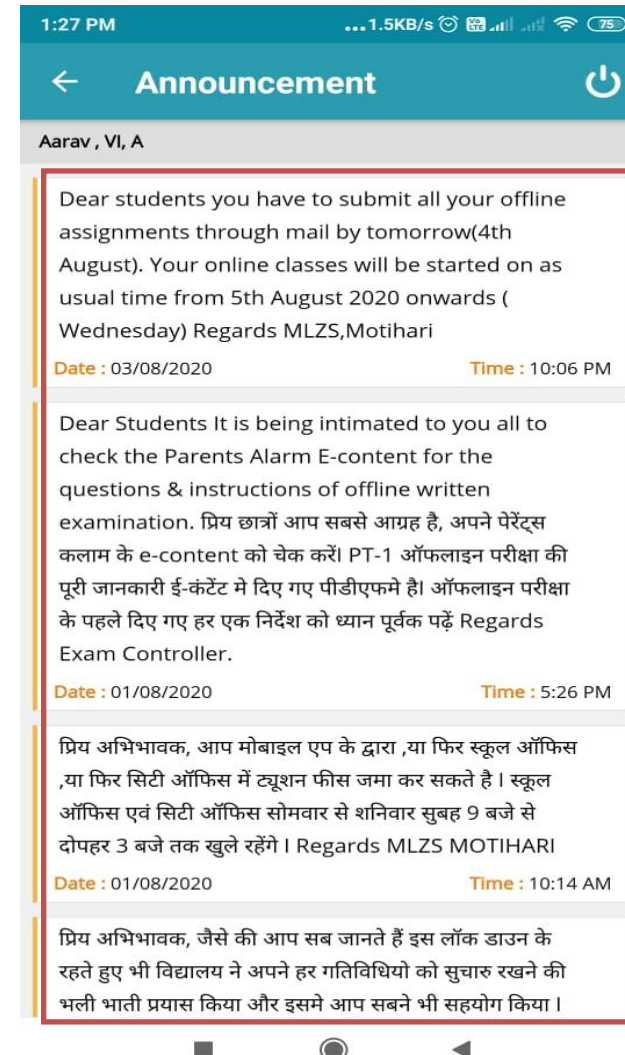 1:27 PM ...1.5KB/s Vo LTE 75
Announcement
Aarav , VI, A
Dear students you have to submit all your offline
assignments through mail by tomorrow(4th
August). Your online classes will be started on as
usual time from 5th August 2020 onwards (
Wednesday) Regards MLZS,Motihari
Date : 03/08/2020 Time : 10:06 PM
Dear Students It is being intimated to you all to
check the Parents Alarm E-content for the
questions & instructions of offline written
examination. प्रिय छात्रों आप सबसे आग्रह है, अपने पेरेंट्स
कलाम के e-content को चेक करें। PT-1 ऑफलाइन परीक्षा की
पूरी जानकारी ई-कंटेंट मे दिए गए पीडीएफमे है। ऑफलाइन परीक्षा
के पहले दिए गए हर एक निर्देश को ध्यान पूर्वक पढ़ें Regards
Exam Controller.
Date : 01/08/2020 Time : 5:26 PM
प्रिय अभिभावक, आप मोबाइल एप के द्वारा ,या फिर स्कूल ऑफिस
,या फिर सिटी ऑफिस में ट्यूशन फीस जमा कर सकते है । स्कूल
ऑफिस एवं सिटी ऑफिस सोमवार से शनिवार सुबह 9 बजे से
दोपहर 3 बजे तक खुले रहेंगे । Regards MLZS MOTIHARI
Date : 01/08/2020 Time : 10:14 AM
प्रिय अभिभावक, जैसे की आप सब जानते हैं इस लॉक डाउन के
रहते हुए भी विद्यालय ने अपने हर गतिविधियो को सुचारु रखने की
भली भाती प्रयास किया और इसमे आप सबने भी सहयोग किया ।